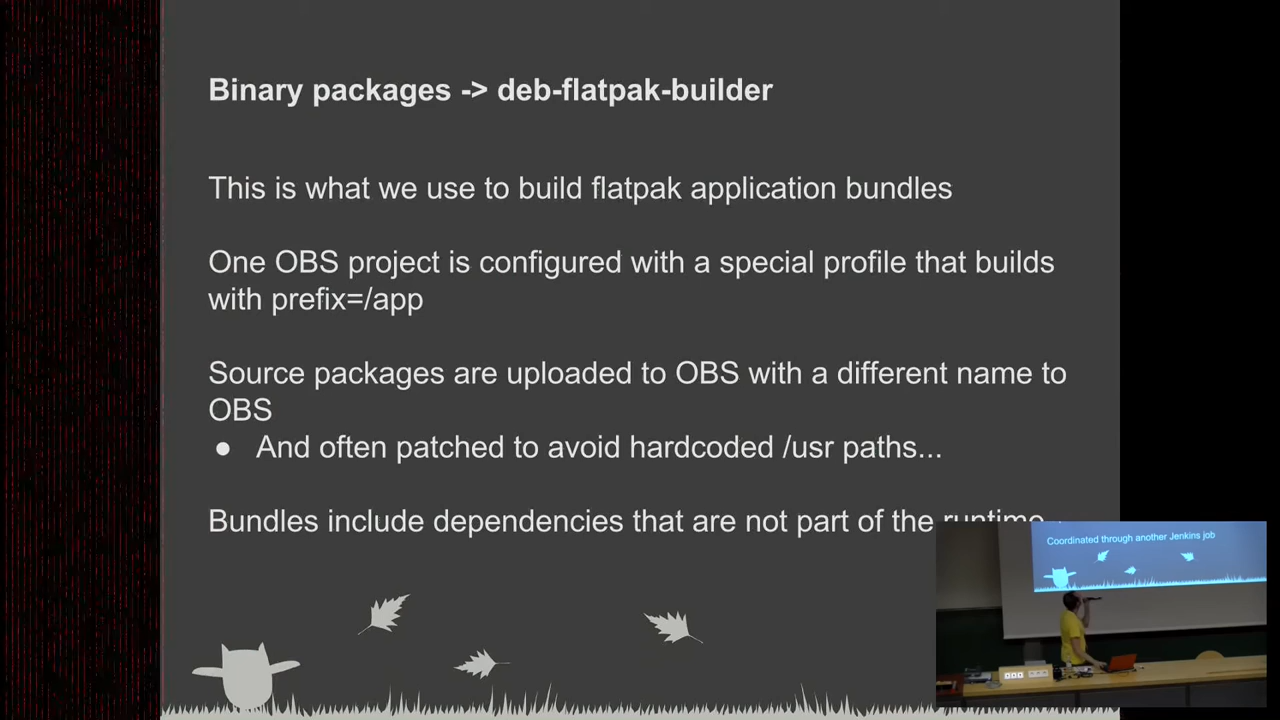 Binary packages -> deb-flatpak-builder
This is what we use to build flatpak application bundles
One OBS project is configured with a special profile that builds
with prefix=/app
Source packages are uploaded to OBS with a different name to
OBS
● And often patched to avoid hardcoded /usr paths...
Bundles include dependencies that are not part of the runtime
Coordinated through another Jenkins job